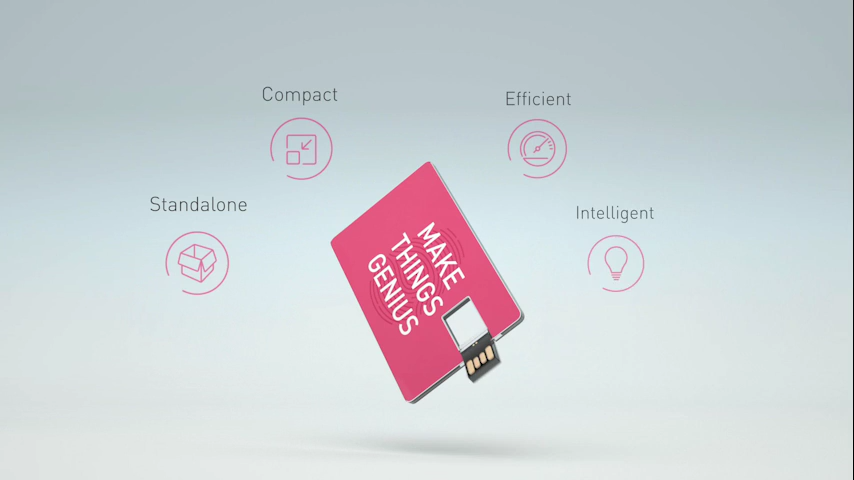 Compact
Efficient
Standalone
Intelligent
MAKE
THINGS
GENIUS